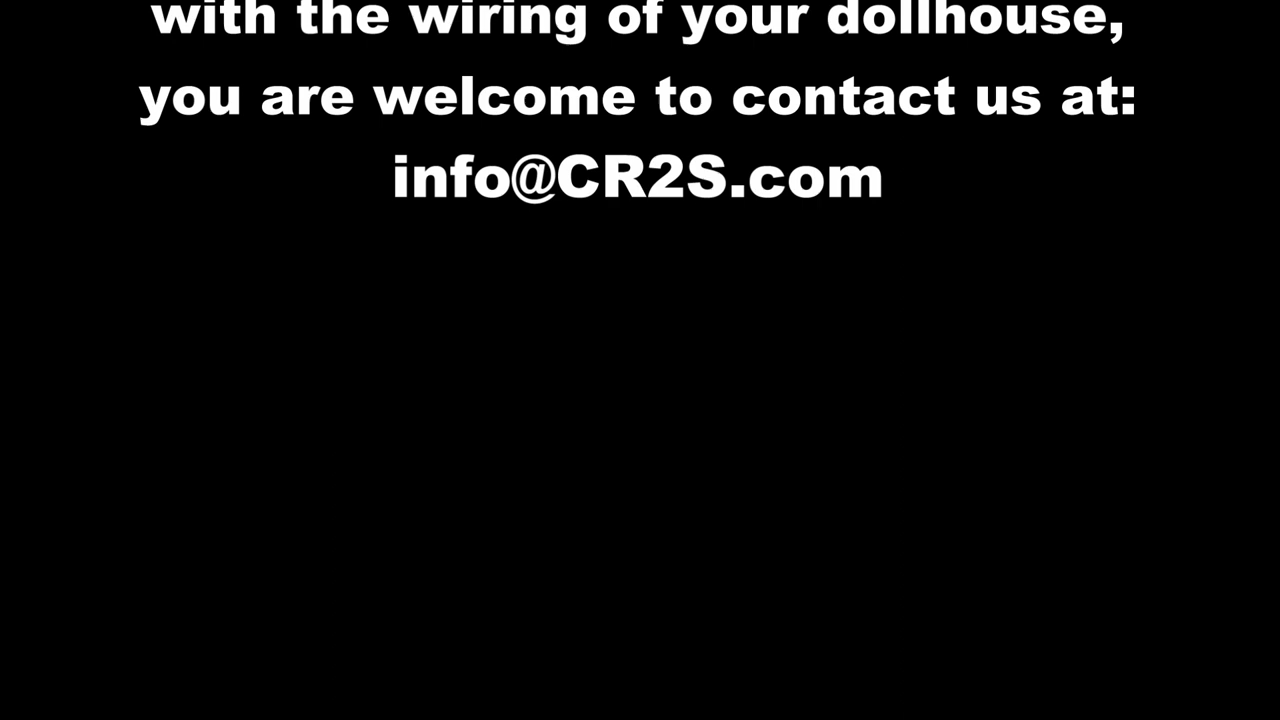 with the wiring of your dollhouse,
you are welcome to contact us at:
info@CR2S.com